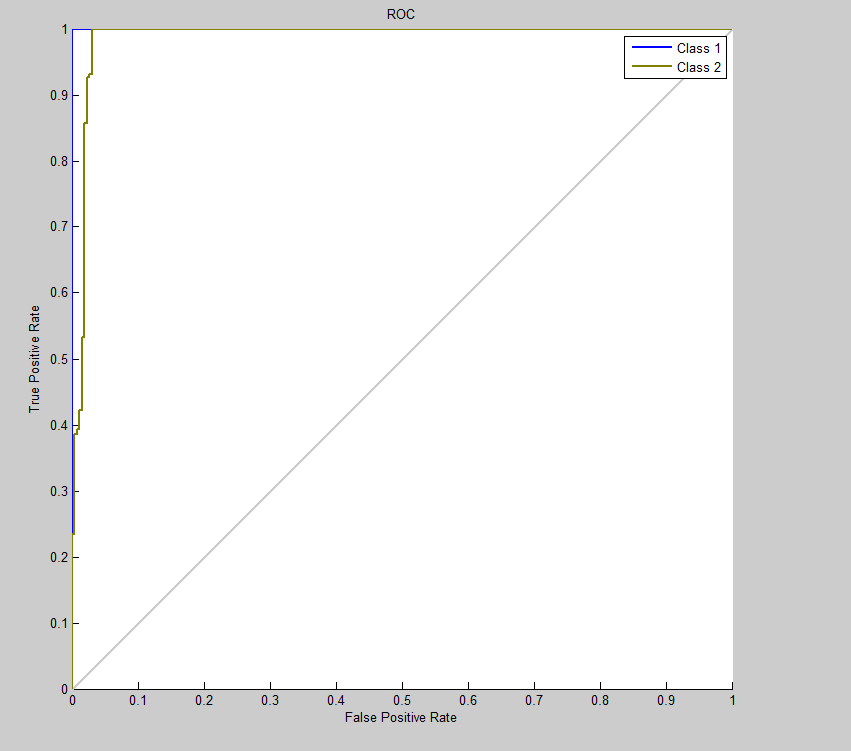 ROC
Class 1
Class 2
1
0.9
0.8
0.7
0.6
0.5
0.4
0.3
0.2
0.1
0
True Positive Rate
0 0.1 0.2 0.3 0.4 0.5 0.6 0.7 0.8 0.9 1
False Positive Rate